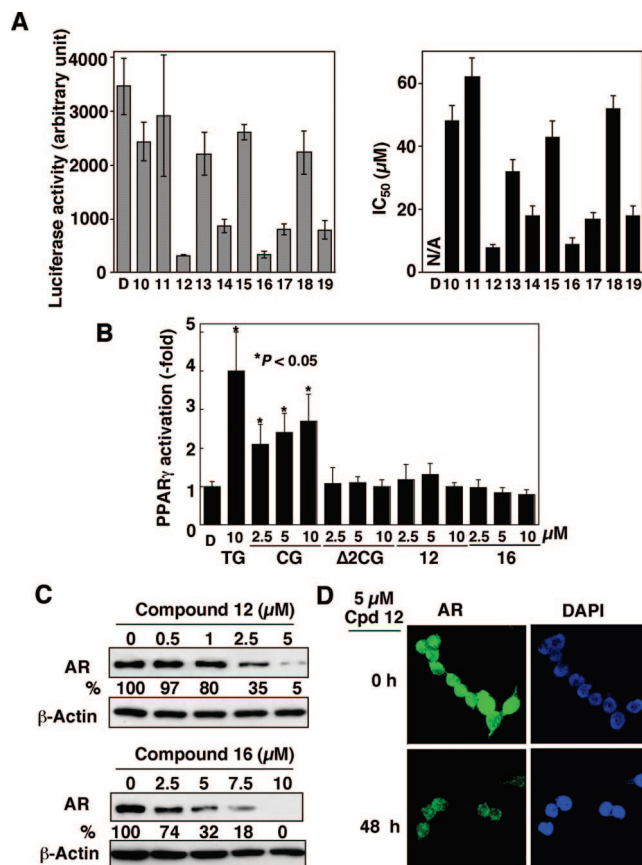 A
Luciferase activity (arbitrary unit)
4000
3000
2000
1000
0
D 10 11 12 13 14 15 16 17 18 19
IC50 (µM)
60
40
20
0
N/A
D 10 11 12 13 14 15 16 17 18 19
B
PPARγ activation (-fold)
5
4
3
2
1
0
*P < 0.05
* * * *
D 10 2.5 5 10 2.5 5 10 2.5 5 10 2.5 5 10 µM
TG CG Δ2CG 12 16
C
Compound 12 (µM)
0 0.5 1 2.5 5
AR
% 100 97 80 35 5
β-Actin
Compound 16 (µM)
0 2.5 5 7.5 10
AR
% 100 74 32 18 0
β-Actin
D
5 µM
Cpd 12
AR DAPI
0 h
48 h